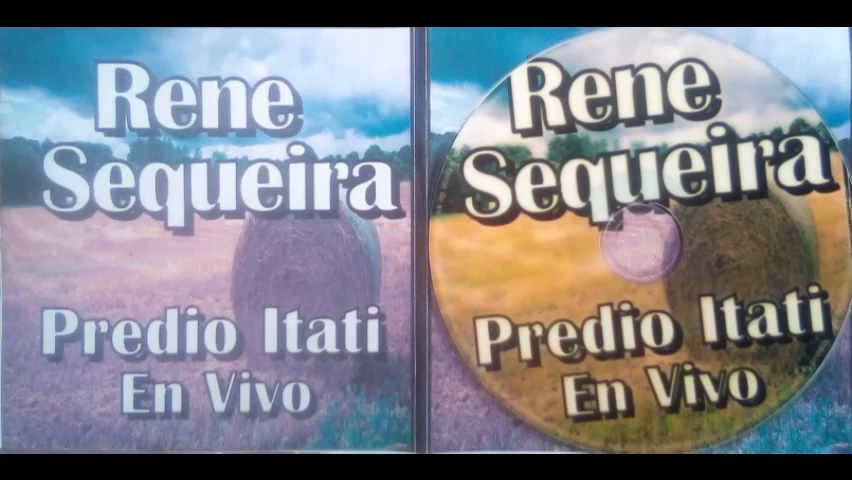 Rene
Sequeira
Predio Itati
En Vivo
Rene
Sequeira
Predio Itati
En Vivo